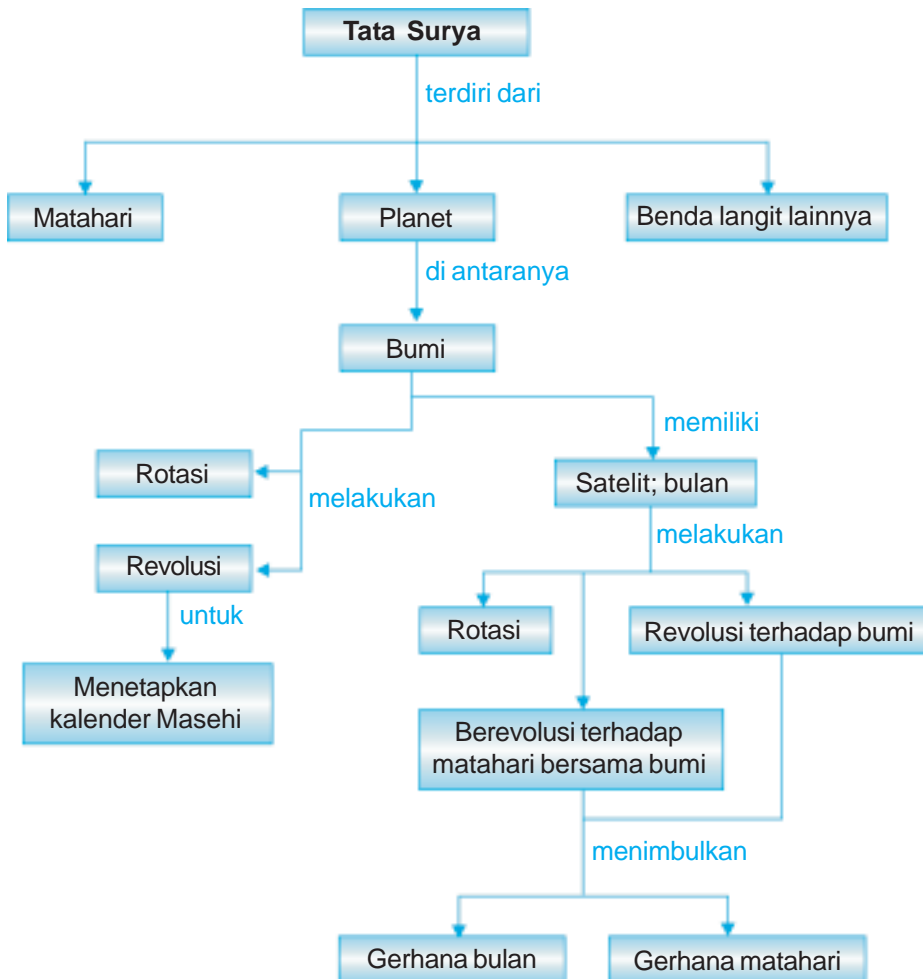 Tata Surya
terdiri dari
Matahari
Planet
Benda langit lainnya
di antaranya
Bumi
memiliki
Rotasi
Satelit; bulan
melakukan
melakukan
Revolusi
untuk
Rotasi
Revolusi terhadap bumi
Menetapkan
kalender Masehi
Berevolusi terhadap
matahari bersama bumi
menimbulkan
Gerhana bulan
Gerhana matahari